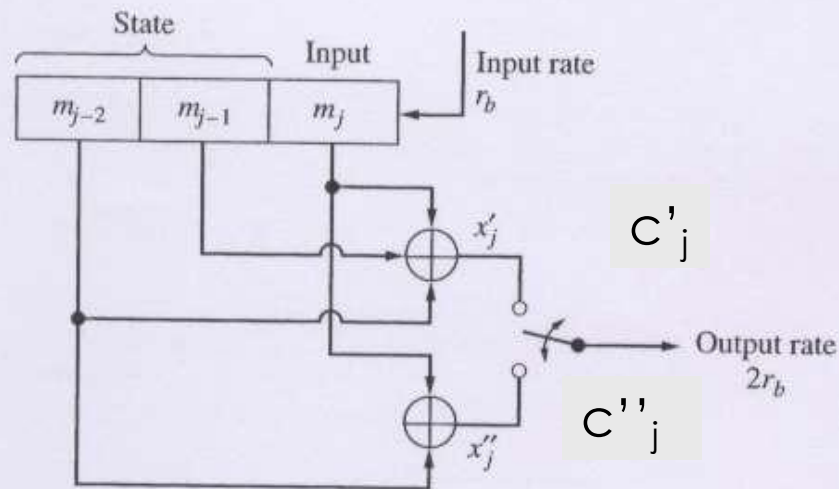 State
Input
Input rate
r_b
m_{j-2} m_{j-1} m_j
x'_j
C'_j
Output rate
2r_b
C''_j
x''_j